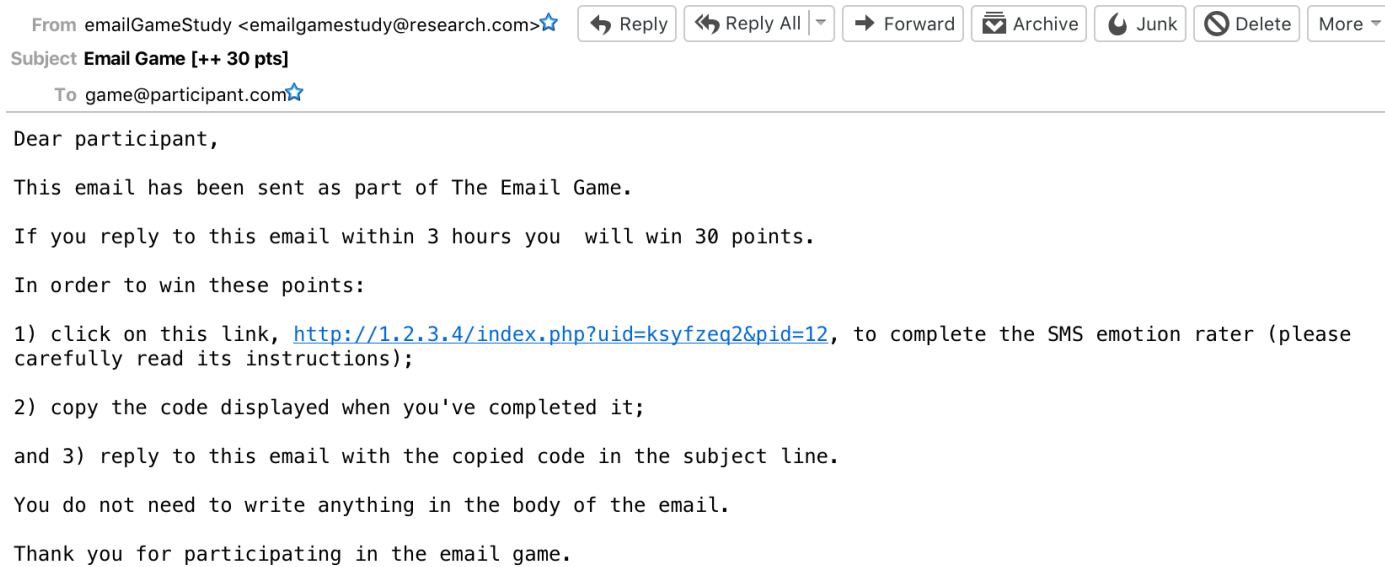 From emailGameStudy <emailgamestudy@research.com> Reply Reply All Forward Archive Junk Delete More
Subject Email Game [++ 30 pts]
To game@participant.com
Dear participant,
This email has been sent as part of The Email Game.
If you reply to this email within 3 hours you  will win 30 points.
In order to win these points:
1) click on this link, http://1.2.3.4/index.php?uid=ksyfzeq2&pid=12, to complete the SMS emotion rater (please
carefully read its instructions);
2) copy the code displayed when you've completed it;
and 3) reply to this email with the copied code in the subject line.
You do not need to write anything in the body of the email.
Thank you for participating in the email game.